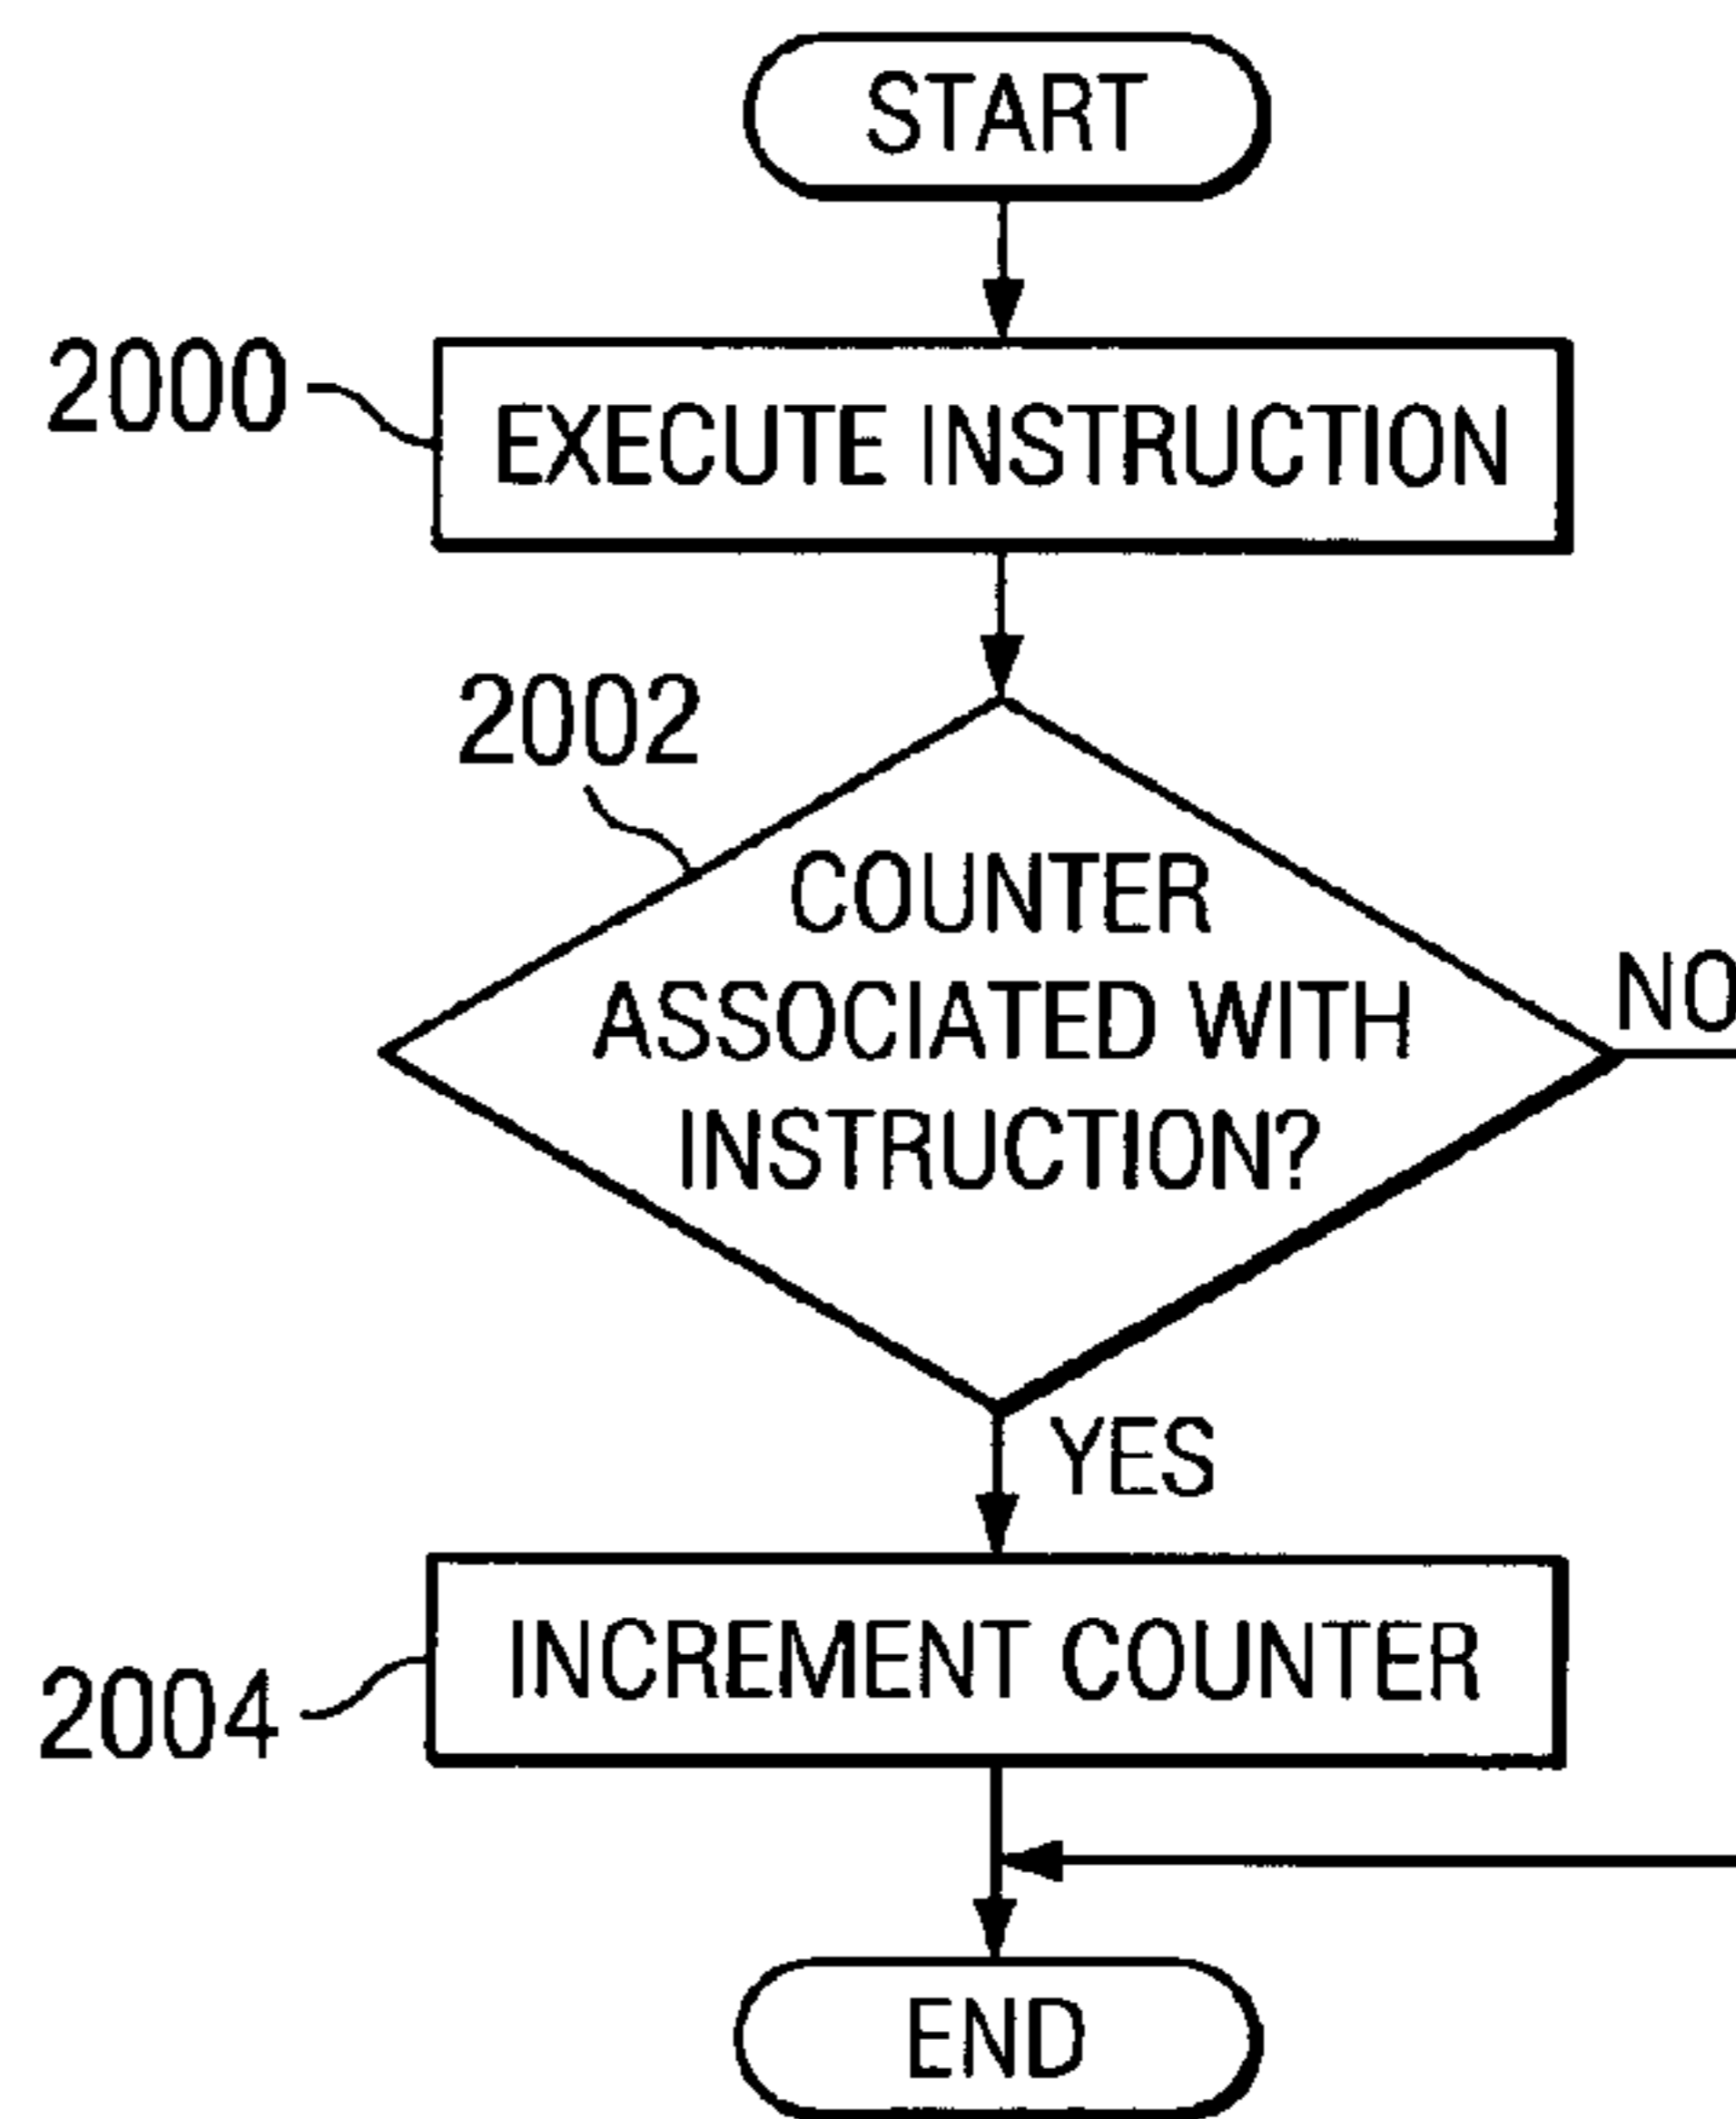 START
2000
EXECUTE INSTRUCTION
2002
COUNTER
ASSOCIATED WITH
INSTRUCTION?
NO
YES
INCREMENT COUNTER
2004
END